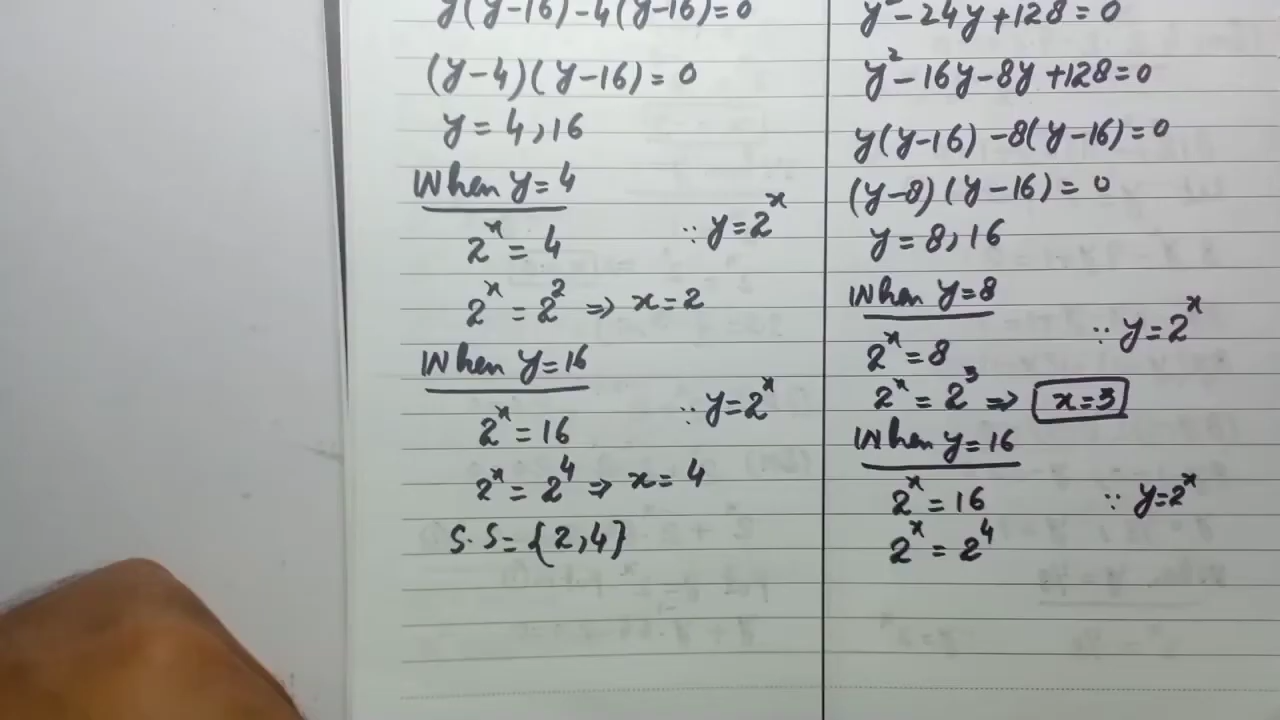 y(y-16)-4(y-16)=0
(y-4)(y-16)=0
y=4,16
When y=4
2^x=4 ∵ y=2^x
2^x=2^2 ⇒ x=2
When y=16
2^x=16 ∵ y=2^x
2^x=2^4 ⇒ x=4
S.S={2,4}
y^2-24y+128=0
y^2-16y-8y+128=0
y(y-16)-8(y-16)=0
(y-8)(y-16)=0
y=8,16
When y=8
2^x=8 ∵ y=2^x
2^x=2^3 ⇒ x=3
When y=16
2^x=16 ∵ y=2^x
2^x=2^4